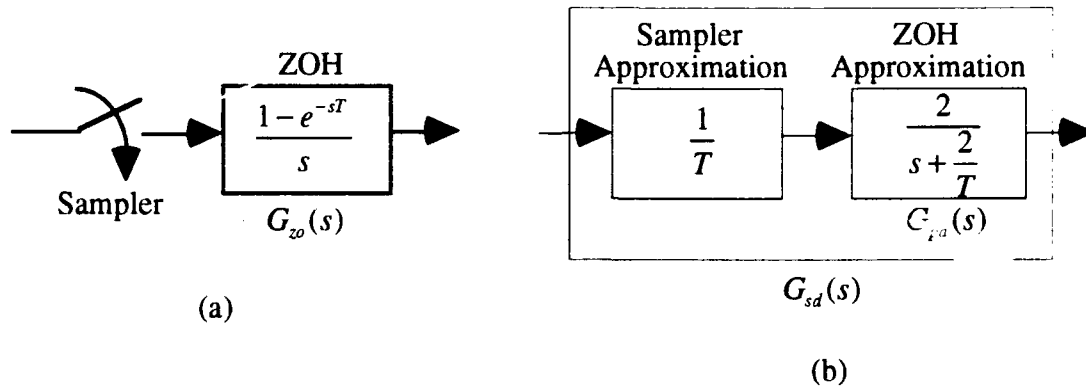 ZOH
1 − e^{−sT}
s
Sampler
G_{zo}(s)
(a)
Sampler
Approximation
1
T
ZOH
Approximation
2
s + 2/T
G_{sd}(s)
(b)